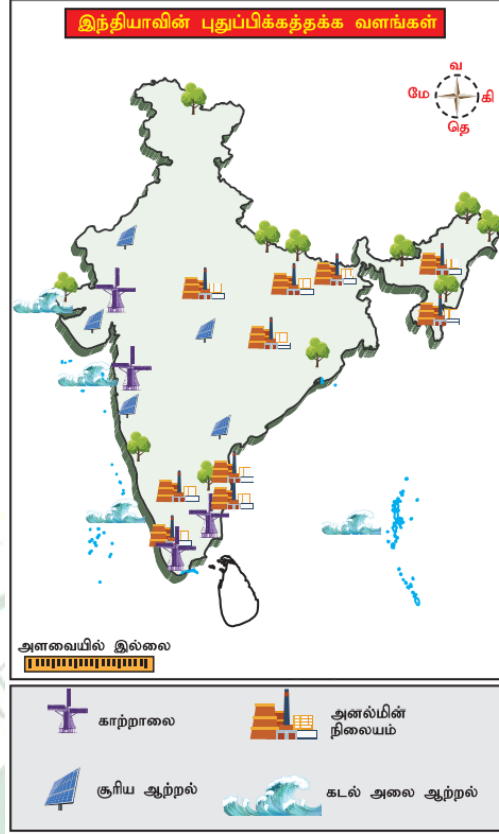 இந்தியாவின் புதுப்பிக்கத்தக்க வளங்கள்
வ
மே
கி
தெ
அளவையில் இல்லை
காற்றாலை
அனல்மின்
நிலையம்
சூரிய ஆற்றல்
கடல் அலை ஆற்றல்